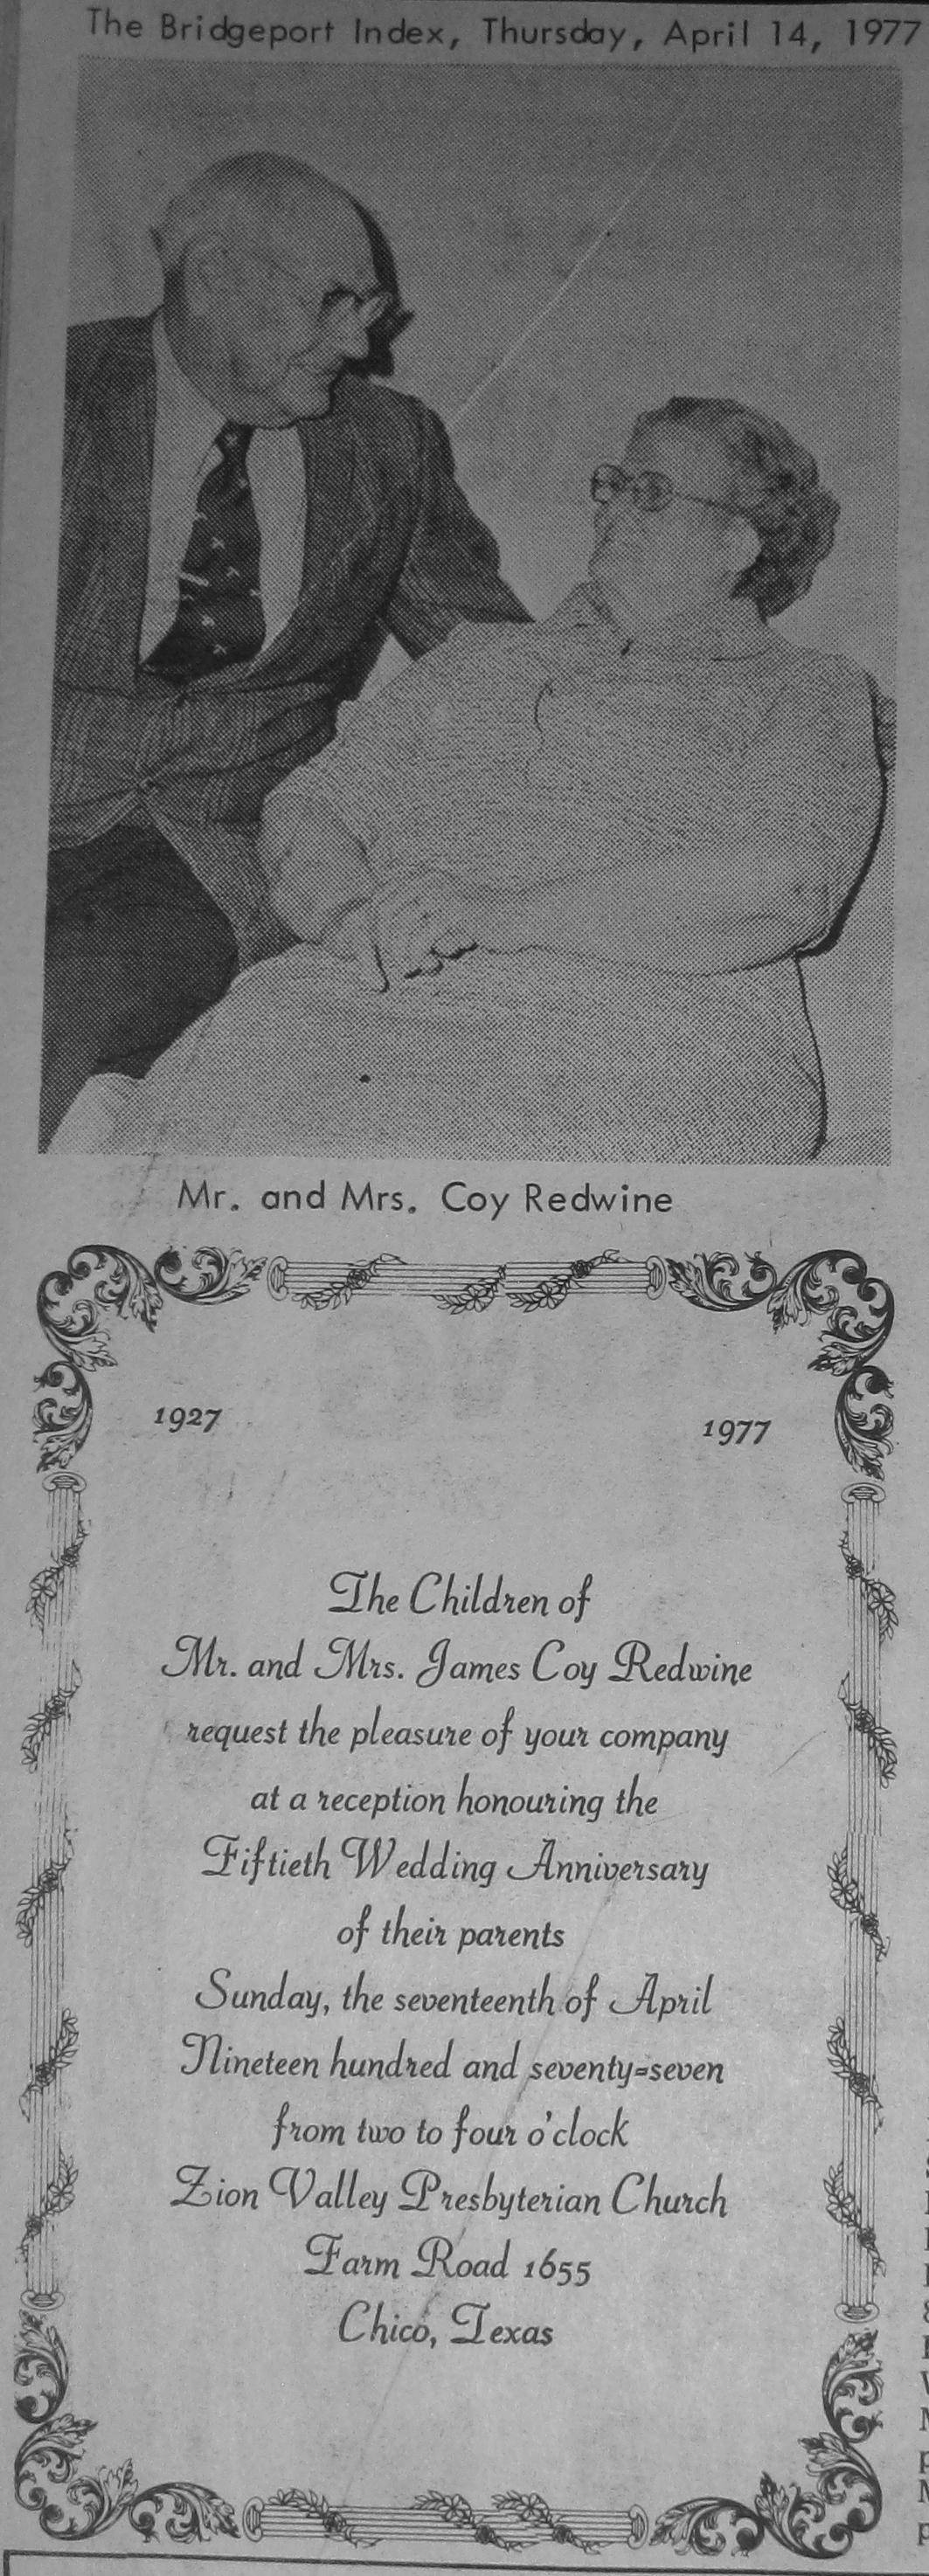 The Bridgeport Index, Thursday, April 14, 1977
Mr. and Mrs. Coy Redwine
1927 1977
The Children of
Mr. and Mrs. James Coy Redwine
request the pleasure of your company
at a reception honouring the
Fiftieth Wedding Anniversary
of their parents
Sunday, the seventeenth of April
Nineteen hundred and seventy=seven
from two to four o'clock
Zion Valley Presbyterian Church
Farm Road 1655
Chico, Texas